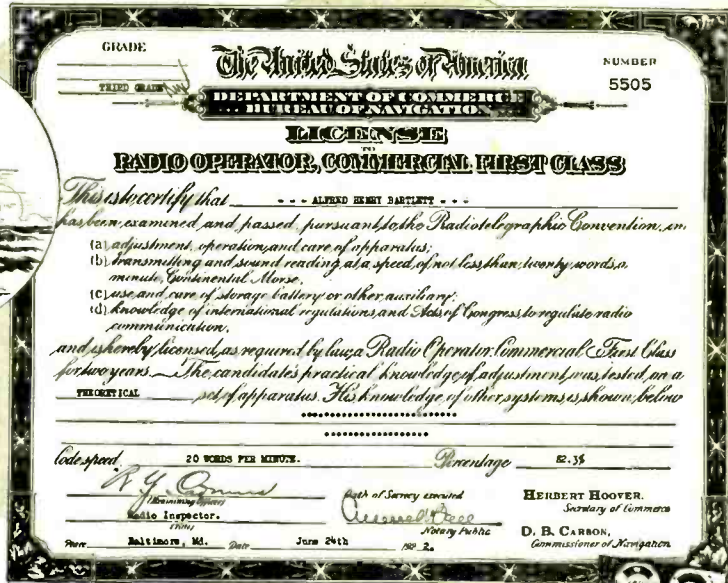 GRADE
THIRD GRADE
The United States of America
NUMBER
5505
DEPARTMENT OF COMMERCE
BUREAU OF NAVIGATION
LICENSE
TO
RADIO OPERATOR, COMMERCIAL FIRST CLASS
This is to certify that - - - ALFRED HENRY BARTLETT - - -
has been examined and passed, pursuant to the Radiotelegraphic Convention, in
(a) adjustment, operation, and care of apparatus;
(b) transmitting and sound reading, at a speed of not less than twenty words, a
minute, Continental Morse,
(c) use and care of storage battery or other auxiliary;
(d) knowledge of international regulations, and Acts of Congress, to regulate radio
communication,
and is hereby licensed, as required by law, a Radio Operator, Commercial First Class
for two years. The candidate's practical knowledge of adjustment was tested on a
THEORETICAL set of apparatus. His knowledge of other systems is shown below
Code speed 20 WORDS PER MINUTE. Percentage 82.3%
(Examining Officer)
Radio Inspector.
(Title)
Oath of Secrecy executed
Notary Public
HERBERT HOOVER,
Secretary of Commerce
D. B. CARSON,
Commissioner of Navigation
Place Baltimore, Md. Date June 24th 192 2.